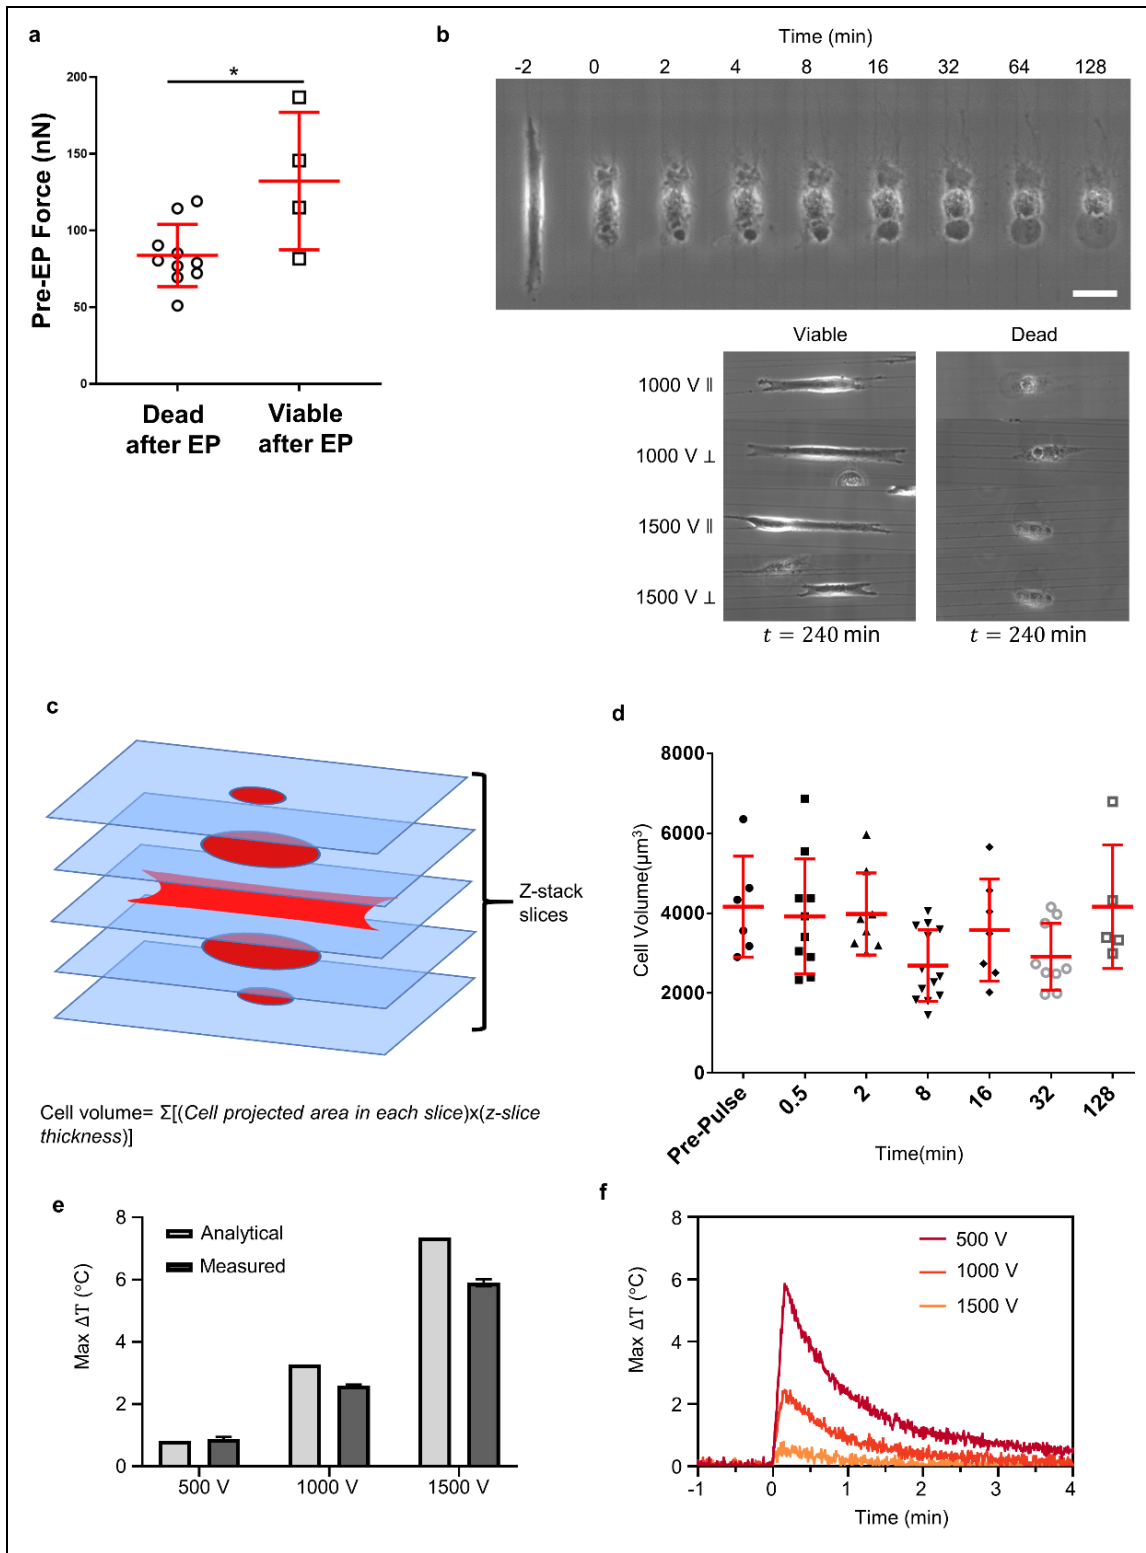 a
*
200
150
100
50
0
Pre-EP Force (nN)
Dead
after EP
Viable
after EP
b
Time (min)
-2 0 2 4 8 16 32 64 128
Viable Dead
1000 V ||
1000 V ⊥
1500 V ||
1500 V ⊥
t = 240 min t = 240 min
c
Z-stack
slices
Cell volume= Σ[(Cell projected area in each slice)x(z-slice
thickness)]
d
8000
6000
4000
2000
0
Cell Volume(µm³)
Pre-Pulse 0.5 2 8 16 32 128
Time(min)
e
8
6
4
2
0
Max ΔT (°C)
Analytical
Measured
500 V 1000 V 1500 V
f
8
6
4
2
0
Max ΔT (°C)
500 V
1000 V
1500 V
-1 0 1 2 3 4
Time (min)